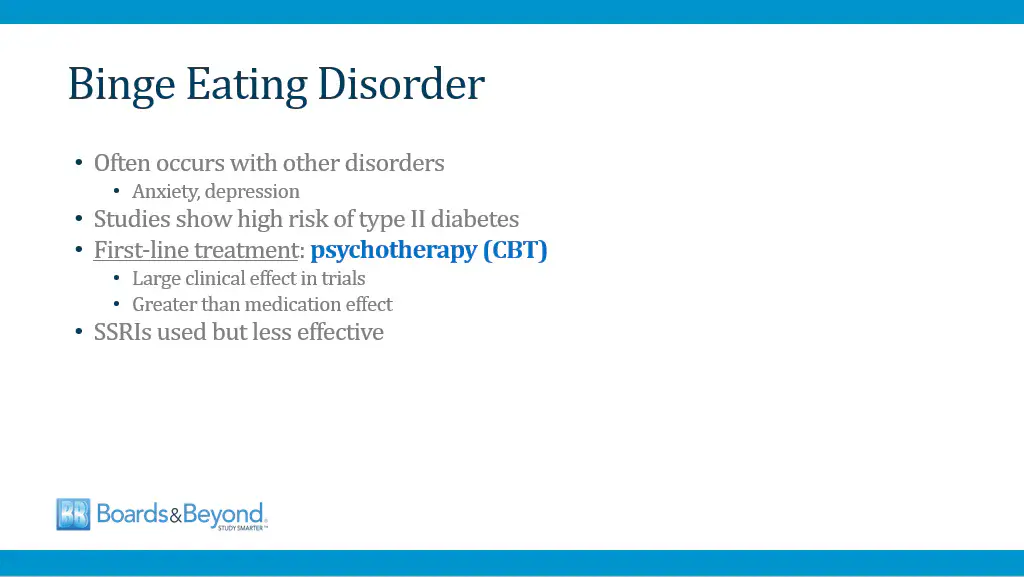 Binge Eating Disorder
• Often occurs with other disorders
• Anxiety, depression
• Studies show high risk of type II diabetes
• First-line treatment: psychotherapy (CBT)
• Large clinical effect in trials
• Greater than medication effect
• SSRIs used but less effective
BB Boards&Beyond.
STUDY SMARTER™